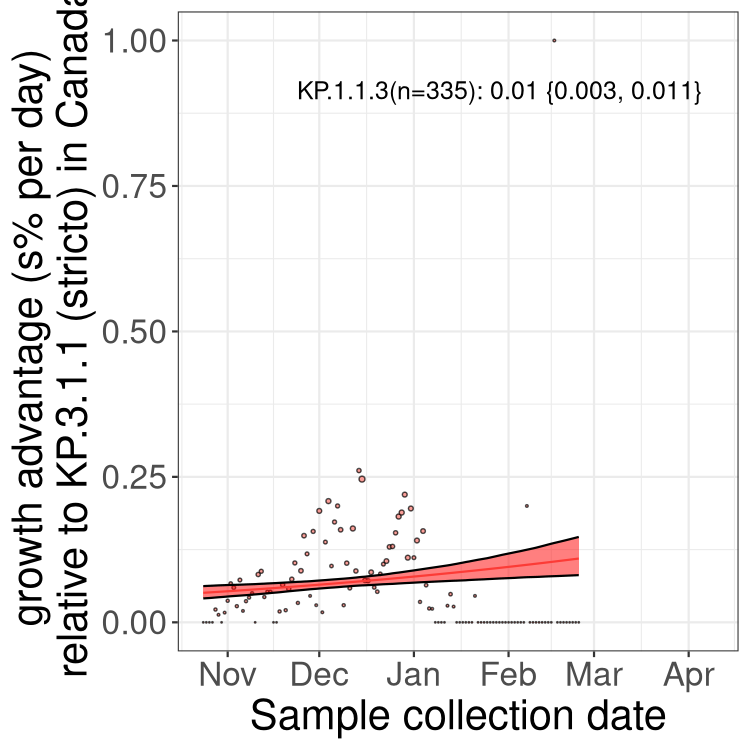 growth advantage (s% per day)
relative to KP.3.1.1 (stricto) in Canada
1.00
0.75
0.50
0.25
0.00
KP.1.1.3(n=335): 0.01 {0.003, 0.011}
Nov Dec Jan Feb Mar Apr
Sample collection date